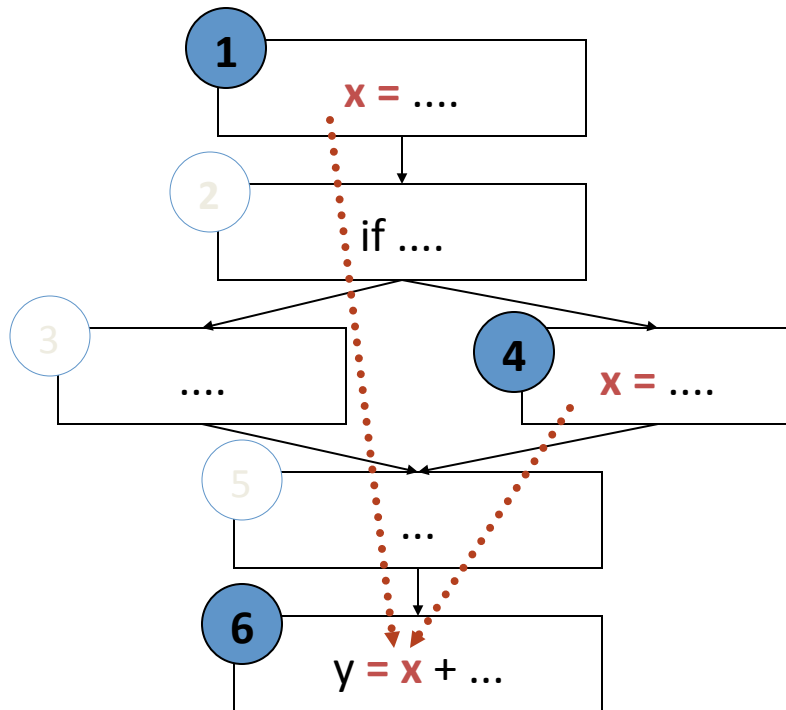 1
x = ....
2
if ....
3
....
4
x = ....
5
...
6
y = x + ...